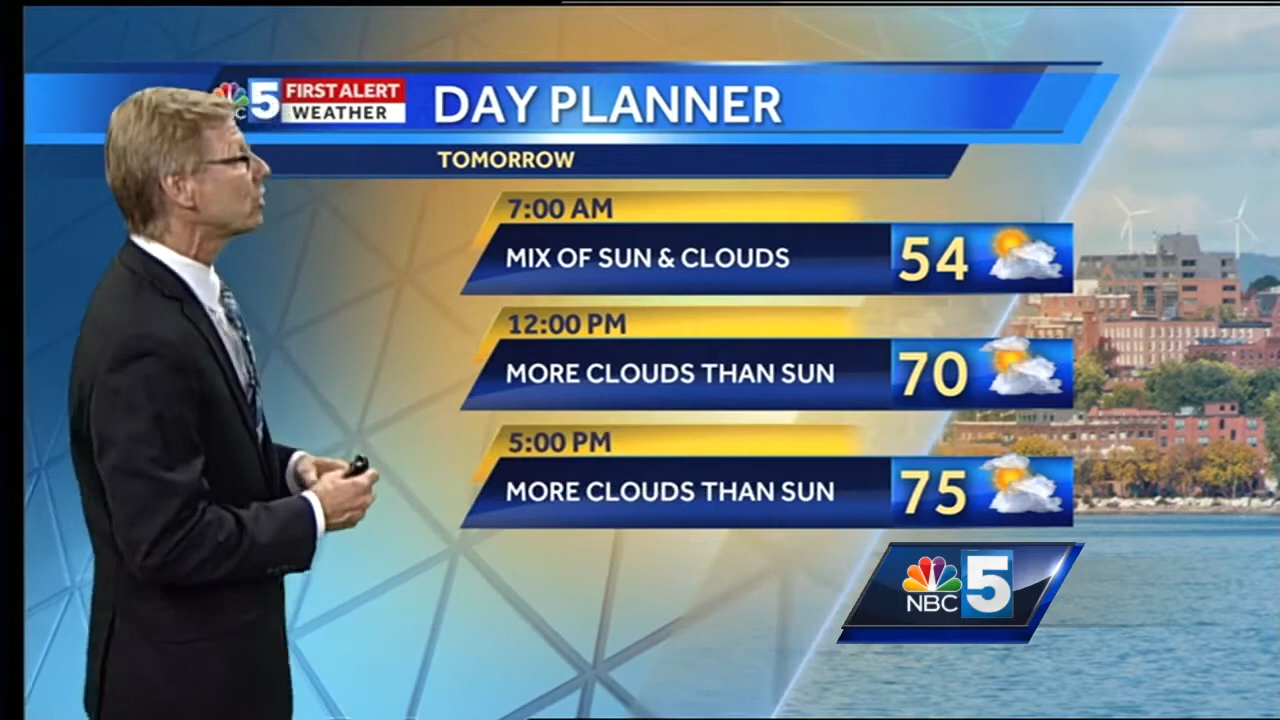 5 FIRST ALERT
WEATHER
DAY PLANNER
TOMORROW
7:00 AM
MIX OF SUN & CLOUDS 54
12:00 PM
MORE CLOUDS THAN SUN 70
5:00 PM
MORE CLOUDS THAN SUN 75
NBC 5